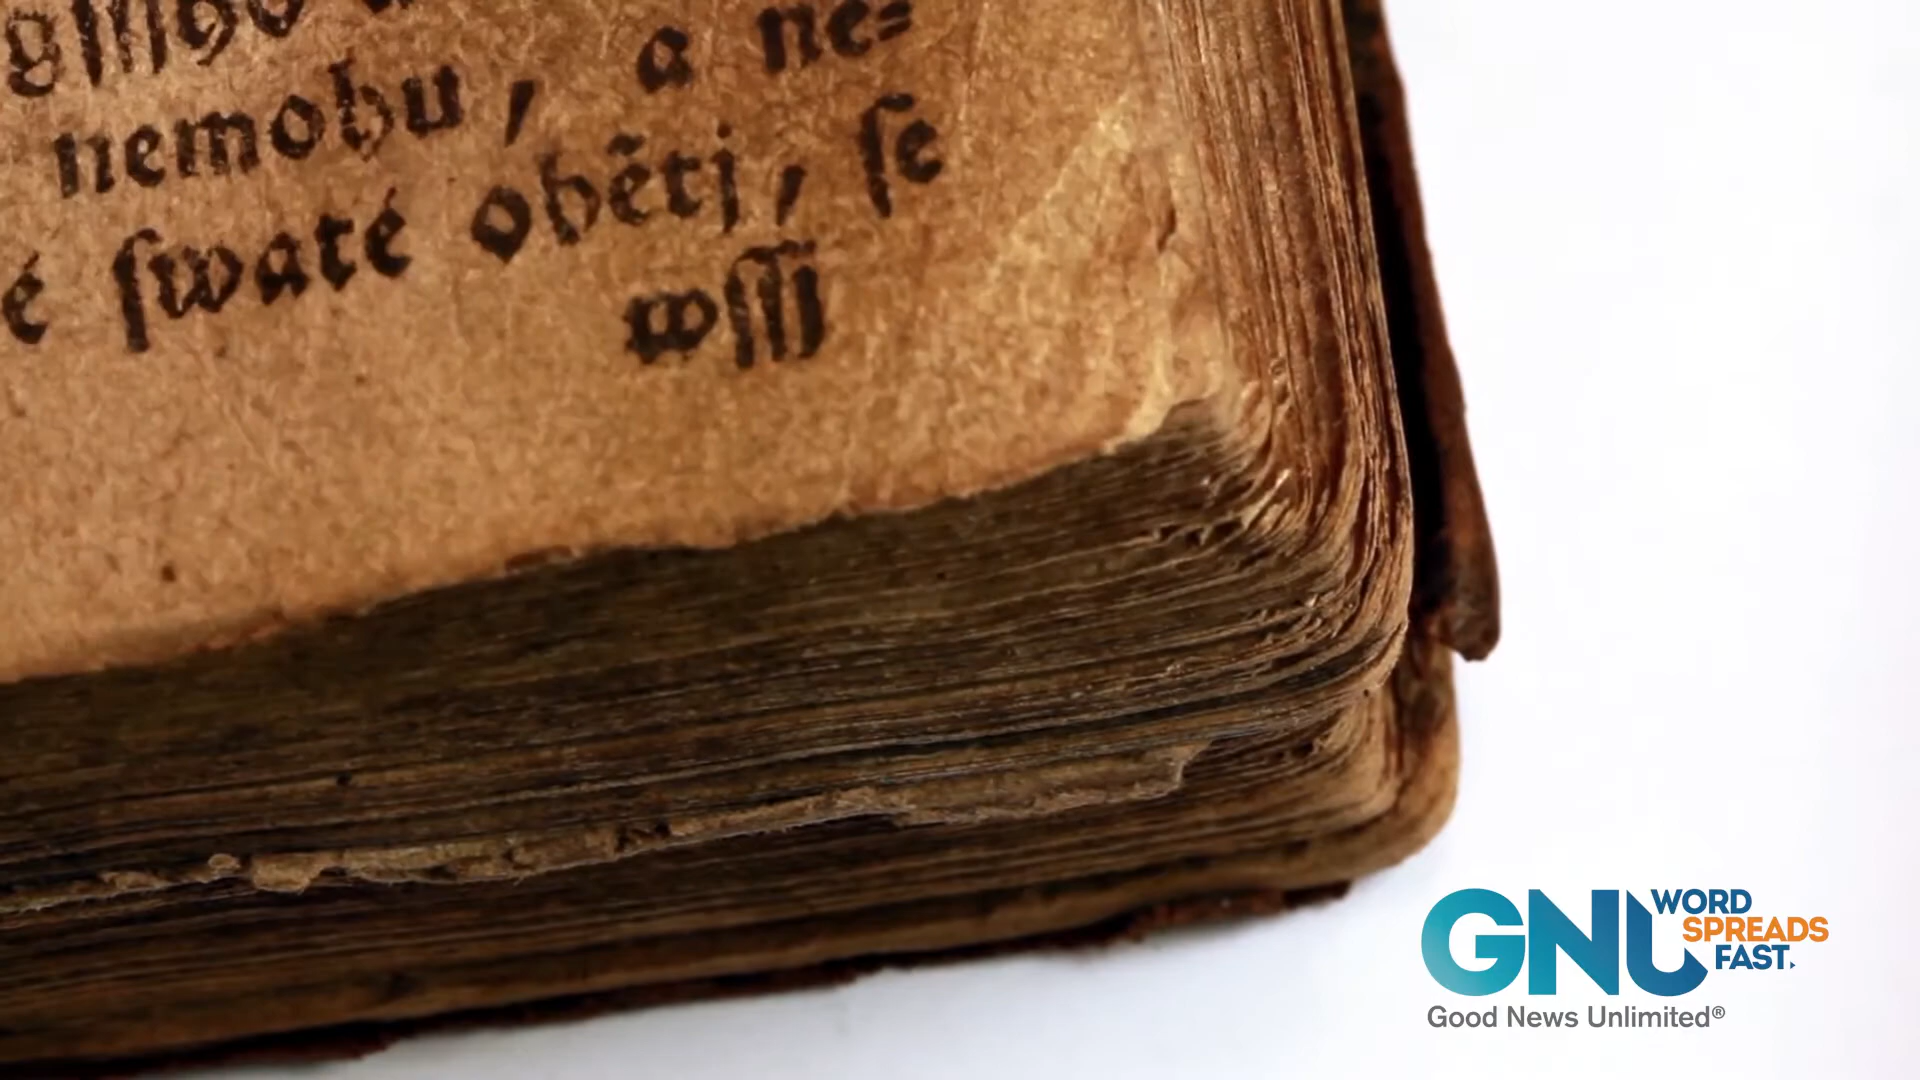 nemohu, a ne⸗
é ſwaté oběti, ſe
wſſi
GNU WORD
SPREADS
FAST
Good News Unlimited®